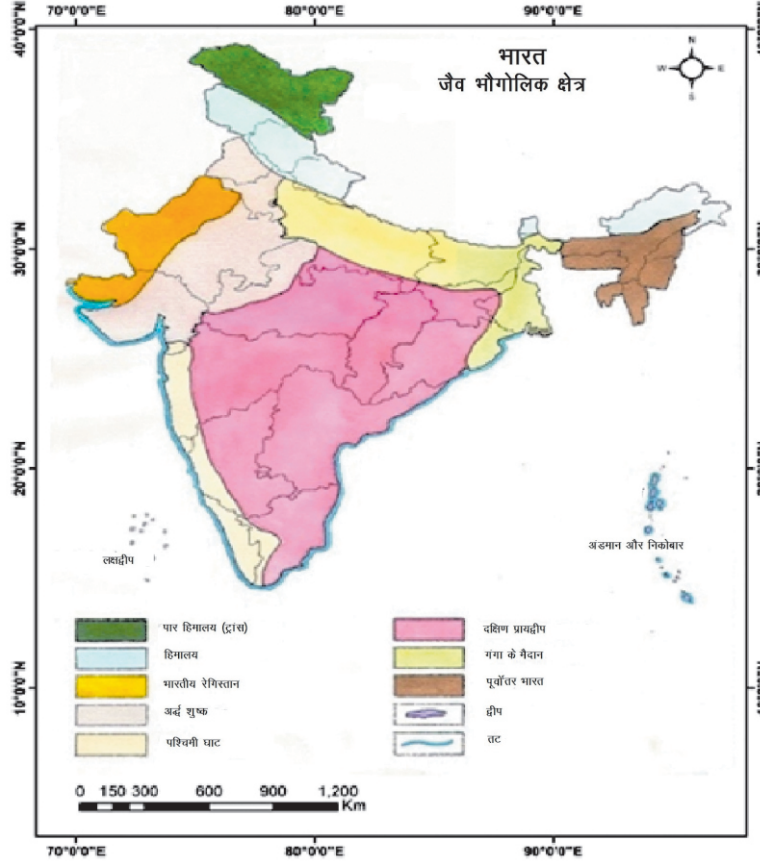 70°0'0"E 80°0'0"E 90°0'0"E
भारत
जैव भौगोलिक क्षेत्र
N
W E
S
40°0'0"N
30°0'0"N
20°0'0"N
10°0'0"N
लक्षद्वीप
अंडमान और निकोबार
पार हिमालय (ट्रांस)
हिमालय
भारतीय रेगिस्तान
अर्द्ध शुष्क
पश्चिमी घाट
दक्षिण प्रायद्वीप
गंगा के मैदान
पूर्वोतर भारत
द्वीप
तट
0 150 300 600 900 1,200
Km
70°0'0"E 80°0'0"E 90°0'0"E